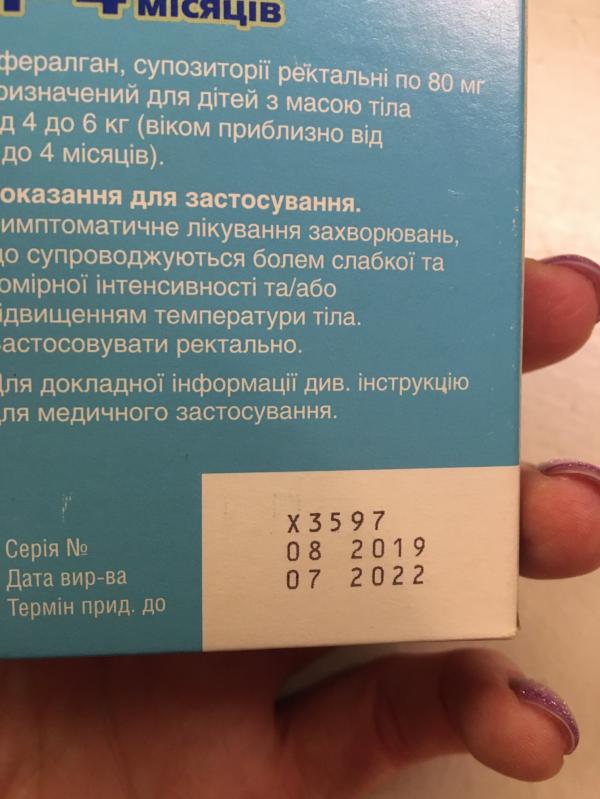 місяців
фералган, супозиторії ректальні по 80 мг
ризначений для дітей з масою тіла
д 4 до 6 кг (віком приблизно від
до 4 місяців).
оказання для застосування.
имптоматичне лікування захворювань,
що супроводжуються болем слабкої та
омірної інтенсивності та/або
ідвищенням температури тіла.
астосовувати ректально.
Для докладної інформації див. інструкцію
для медичного застосування.
X3597
Серія №
08 2019
Дата вир-ва
07 2022
Термін прид. до